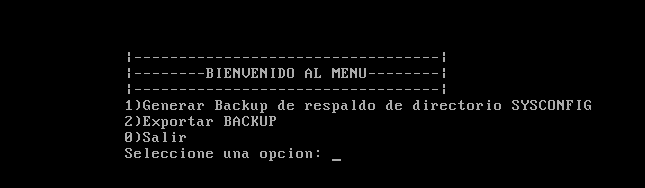 |----------------------------------|
|--------BIENVENIDO AL MENU--------|
|----------------------------------|
1)Generar Backup de respaldo de directorio SYSCONFIG
2)Exportar BACKUP
0)Salir
Seleccione una opcion: _